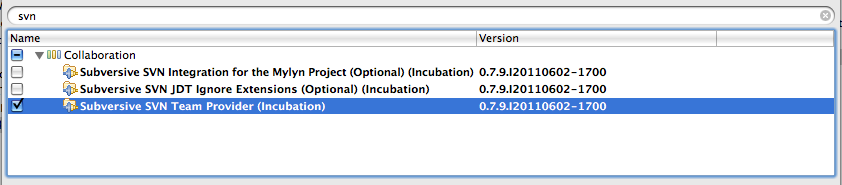 svn
Name Version
Collaboration
Subversive SVN Integration for the Mylyn Project (Optional) (Incubation) 0.7.9.I20110602-1700
Subversive SVN JDT Ignore Extensions (Optional) (Incubation) 0.7.9.I20110602-1700
Subversive SVN Team Provider (Incubation) 0.7.9.I20110602-1700